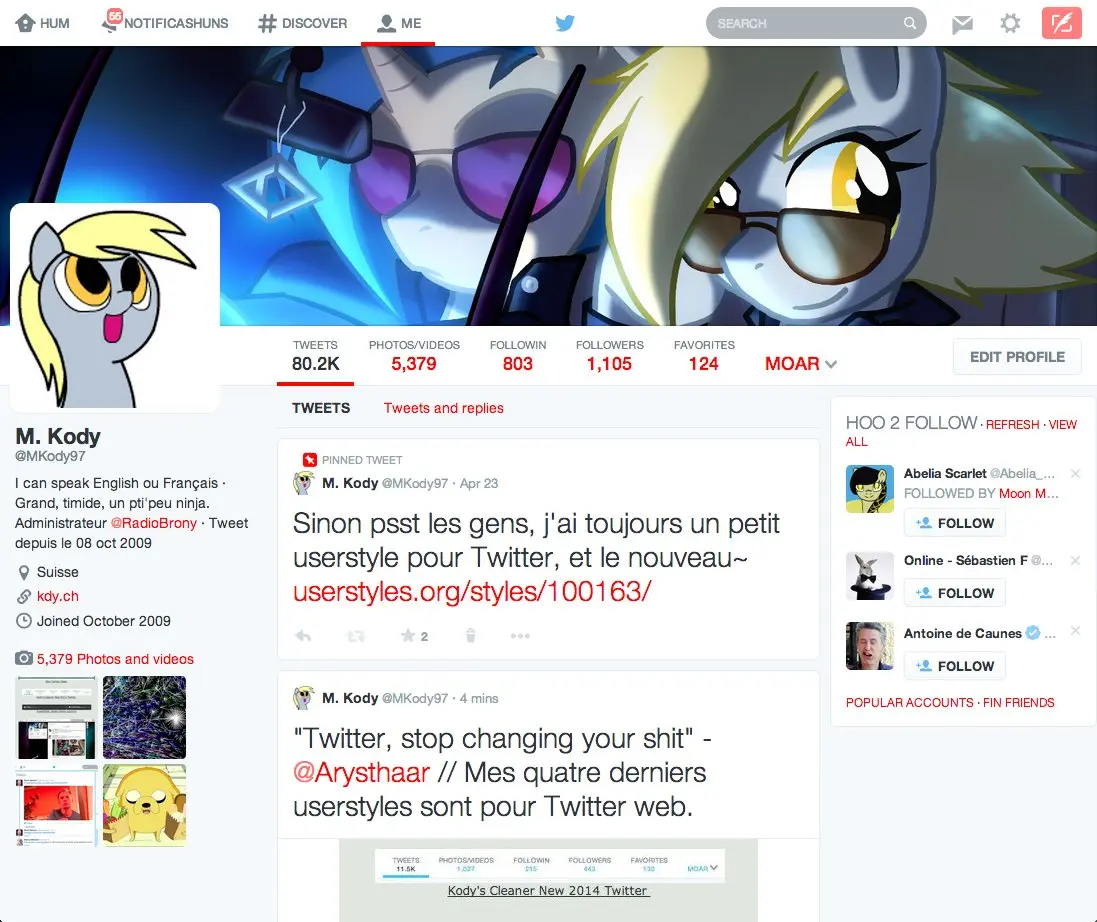 HUM
55
NOTIFICASHUNS
DISCOVER
ME
SEARCH
TWEETS
80.2K
PHOTOS/VIDEOS
5,379
FOLLOWIN
803
FOLLOWERS
1,105
FAVORITES
124
MOAR
EDIT PROFILE
M. Kody
@MKody97
I can speak English ou Français ·
Grand, timide, un pti'peu ninja.
Administrateur @RadioBrony · Tweet
depuis le 08 oct 2009
Suisse
kdy.ch
Joined October 2009
5,379 Photos and videos
TWEETS
Tweets and replies
PINNED TWEET
M. Kody @MKody97 · Apr 23
Sinon psst les gens, j'ai toujours un petit
userstyle pour Twitter, et le nouveau~
userstyles.org/styles/100163/
2
M. Kody @MKody97 · 4 mins
"Twitter, stop changing your shit" -
@Arysthaar // Mes quatre derniers
userstyles sont pour Twitter web.
TWEETS
11.5K
PHOTOS/VIDEOS
1,027
FOLLOWIN
215
FOLLOWERS
443
FAVORITES
130
MOAR
Kody's Cleaner New 2014 Twitter
HOO 2 FOLLOW · REFRESH · VIEW
ALL
Abelia Scarlet @Abelia_...
FOLLOWED BY Moon M...
FOLLOW
Online - Sébastien F @...
FOLLOW
Antoine de Caunes ...
FOLLOW
POPULAR ACCOUNTS · FIN FRIENDS